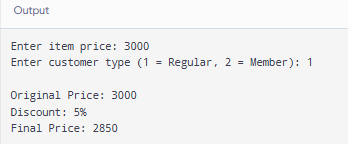 Output
Enter item price: 3000
Enter customer type (1 = Regular, 2 = Member): 1
Original Price: 3000
Discount: 5%
Final Price: 2850